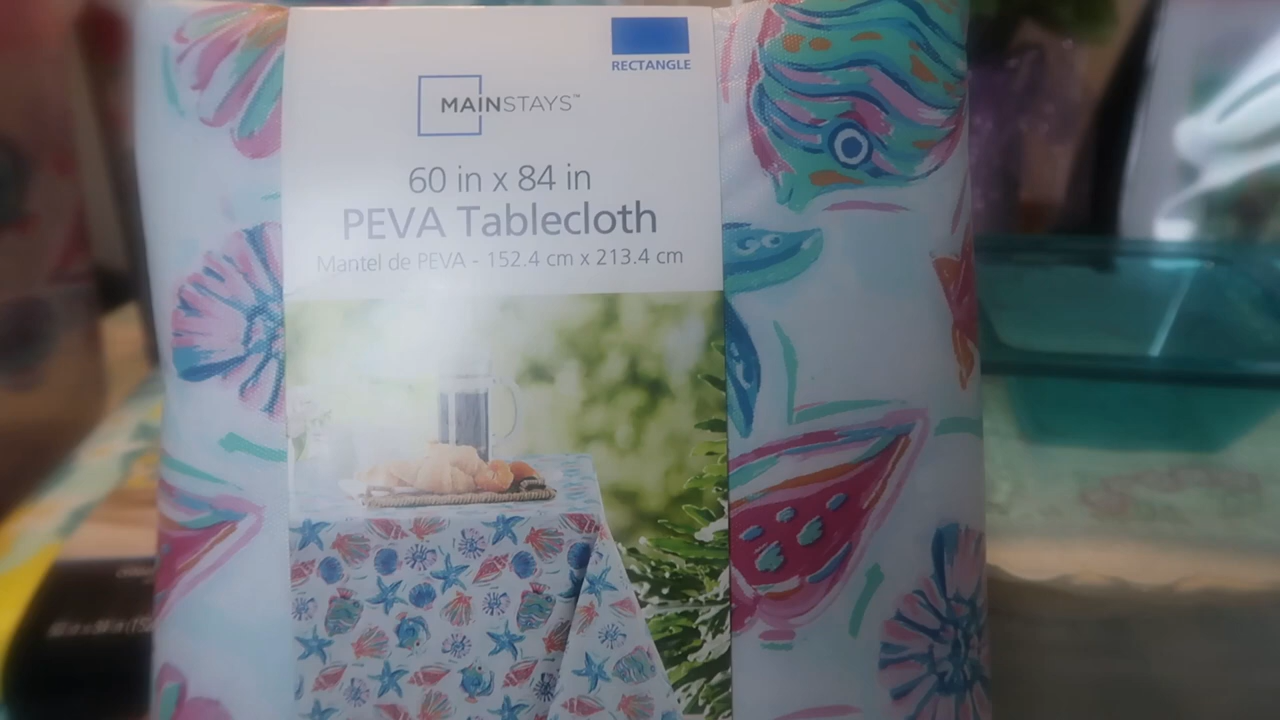 RECTANGLE
MAINSTAYS™
60 in x 84 in
PEVA Tablecloth
Mantel de PEVA - 152.4 cm x 213.4 cm